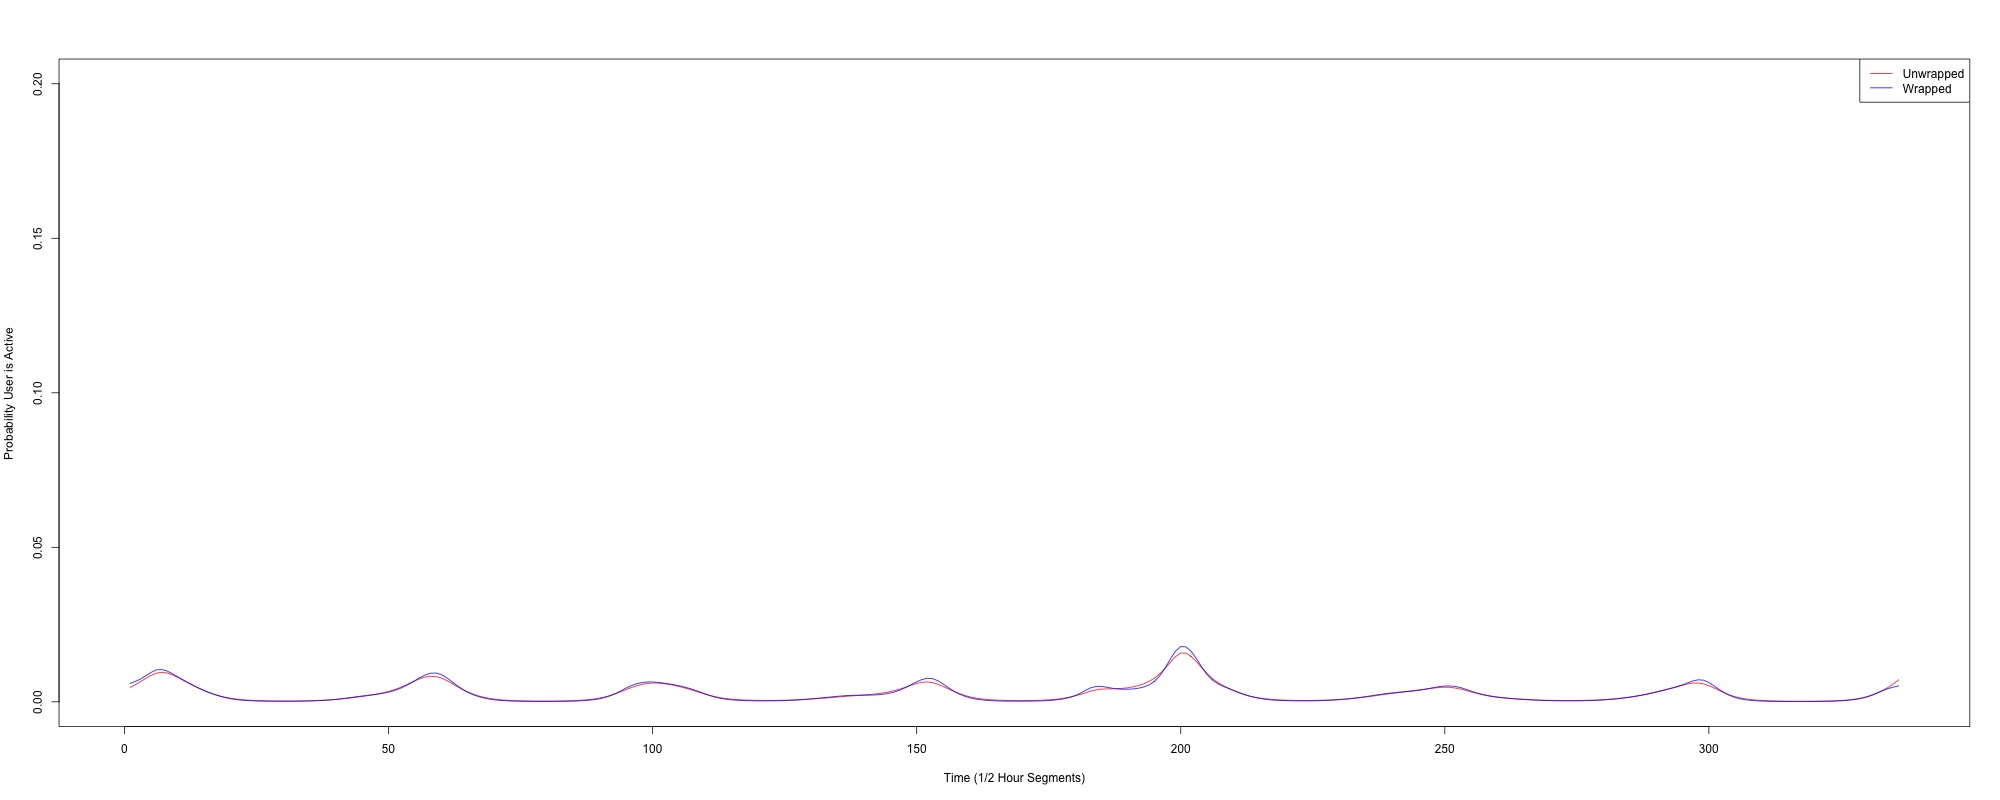 Unwrapped
Wrapped
0.20
0.15
0.10
0.05
0.00
Probability User is Active
0 50 100 150 200 250 300
Time (1/2 Hour Segments)